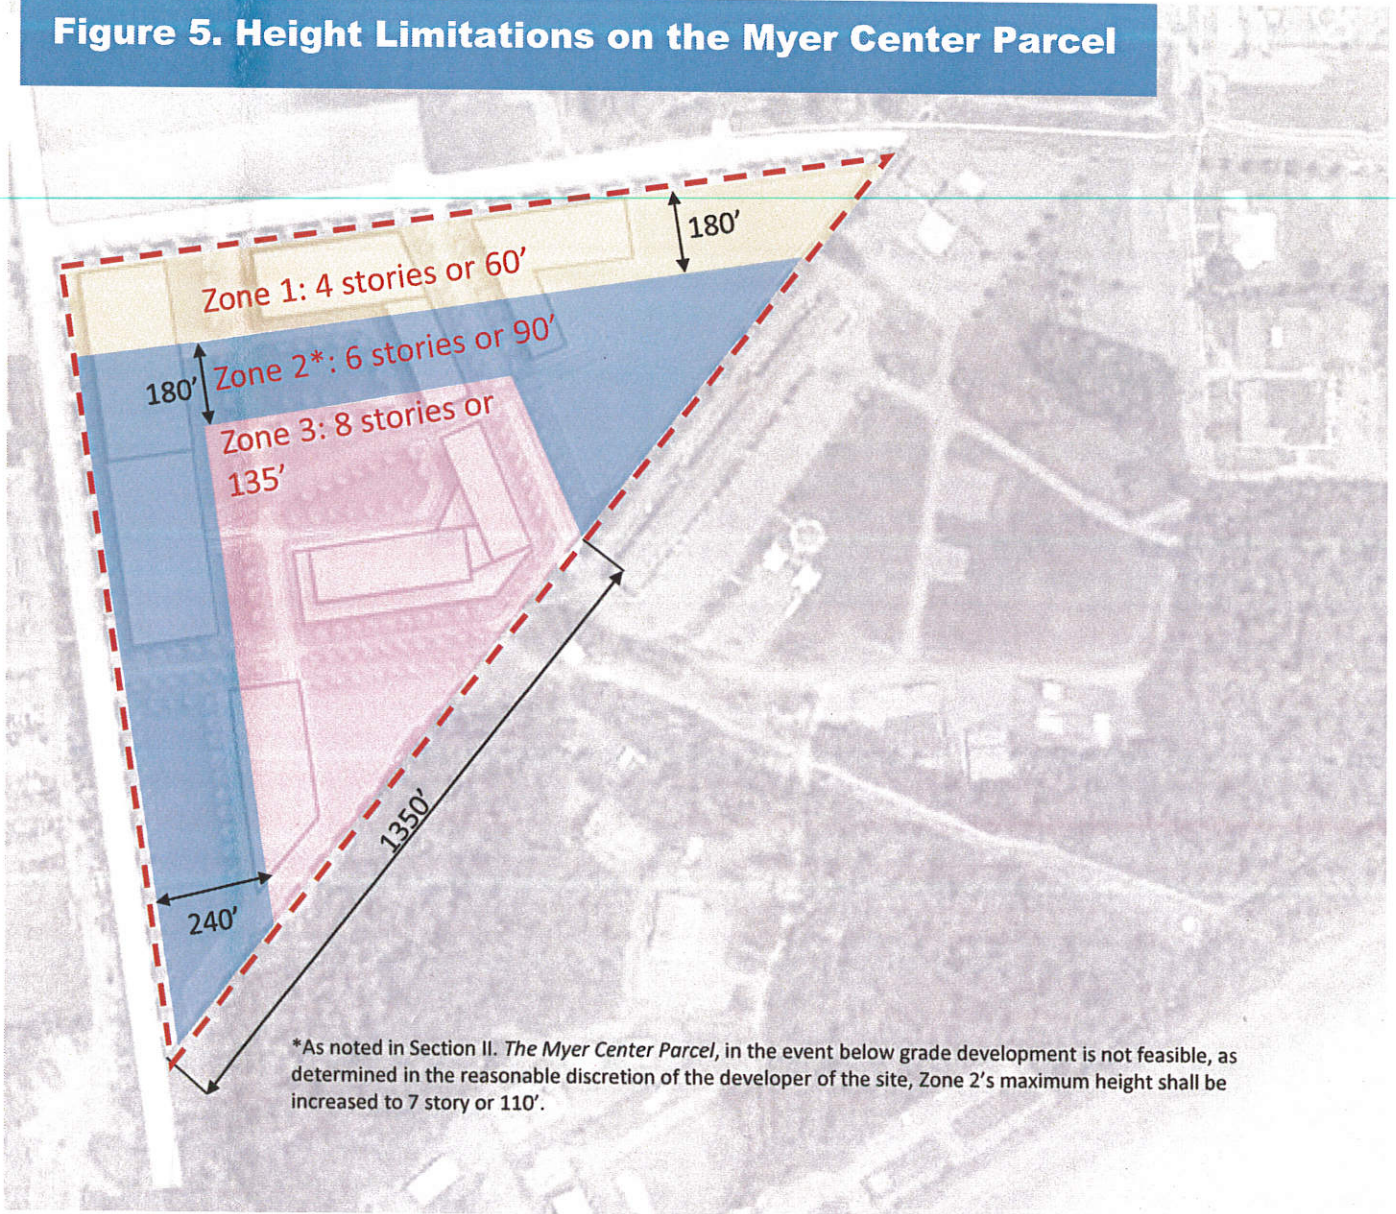 Figure 5. Height Limitations on the Myer Center Parcel
180’
Zone 1: 4 stories or 60’
Zone 2*: 6 stories or 90’
180’
Zone 3: 8 stories or
135’
1350’
240’
*As noted in Section II. The Myer Center Parcel, in the event below grade development is not feasible, as
determined in the reasonable discretion of the developer of the site, Zone 2’s maximum height shall be
increased to 7 story or 110’.